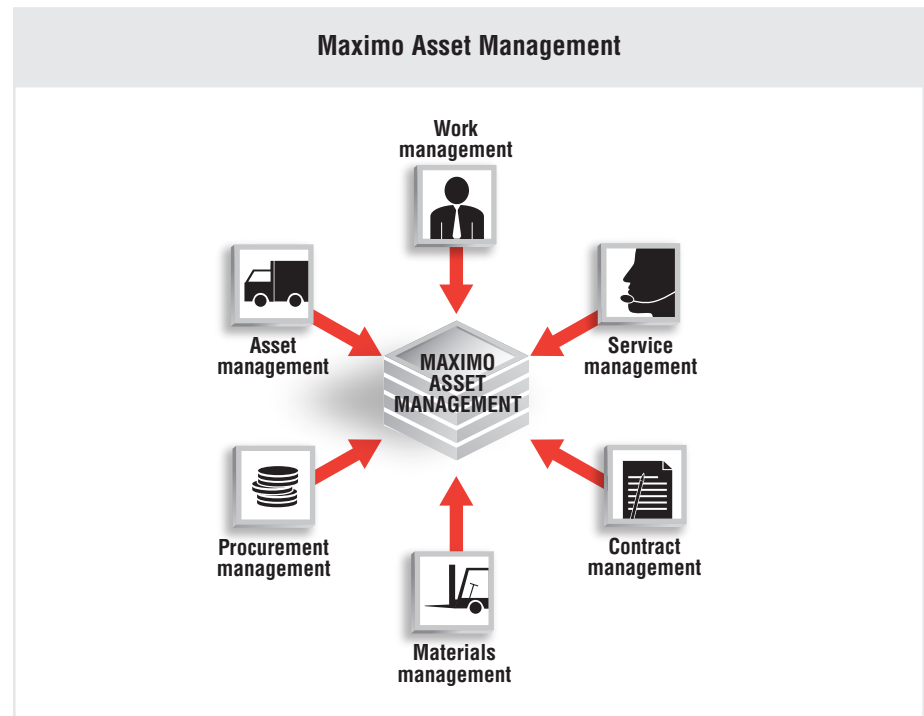 Maximo Asset Management
Work
management
Asset
management
Service
management
MAXIMO
ASSET
MANAGEMENT
Procurement
management
Contract
management
Materials
management